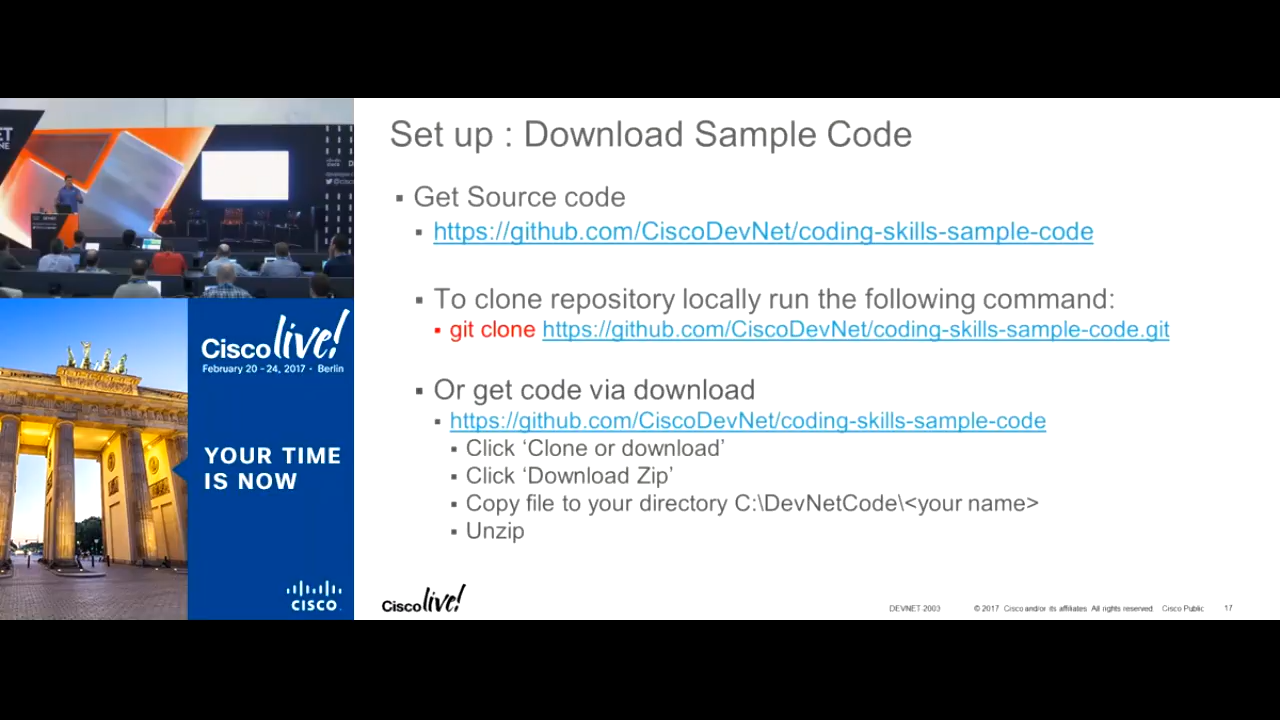 Set up : Download Sample Code
▪ Get Source code
▪ https://github.com/CiscoDevNet/coding-skills-sample-code
▪ To clone repository locally run the following command:
▪ git clone https://github.com/CiscoDevNet/coding-skills-sample-code.git
▪ Or get code via download
▪ https://github.com/CiscoDevNet/coding-skills-sample-code
▪ Click ‘Clone or download’
▪ Click ‘Download Zip’
▪ Copy file to your directory C:\DevNetCode\<your name>
▪ Unzip
Cisco live!
February 20 - 24, 2017 · Berlin
YOUR TIME
IS NOW
CISCO
Cisco live!
DEVNET-2003 © 2017 Cisco and/or its affiliates. All rights reserved. Cisco Public 17